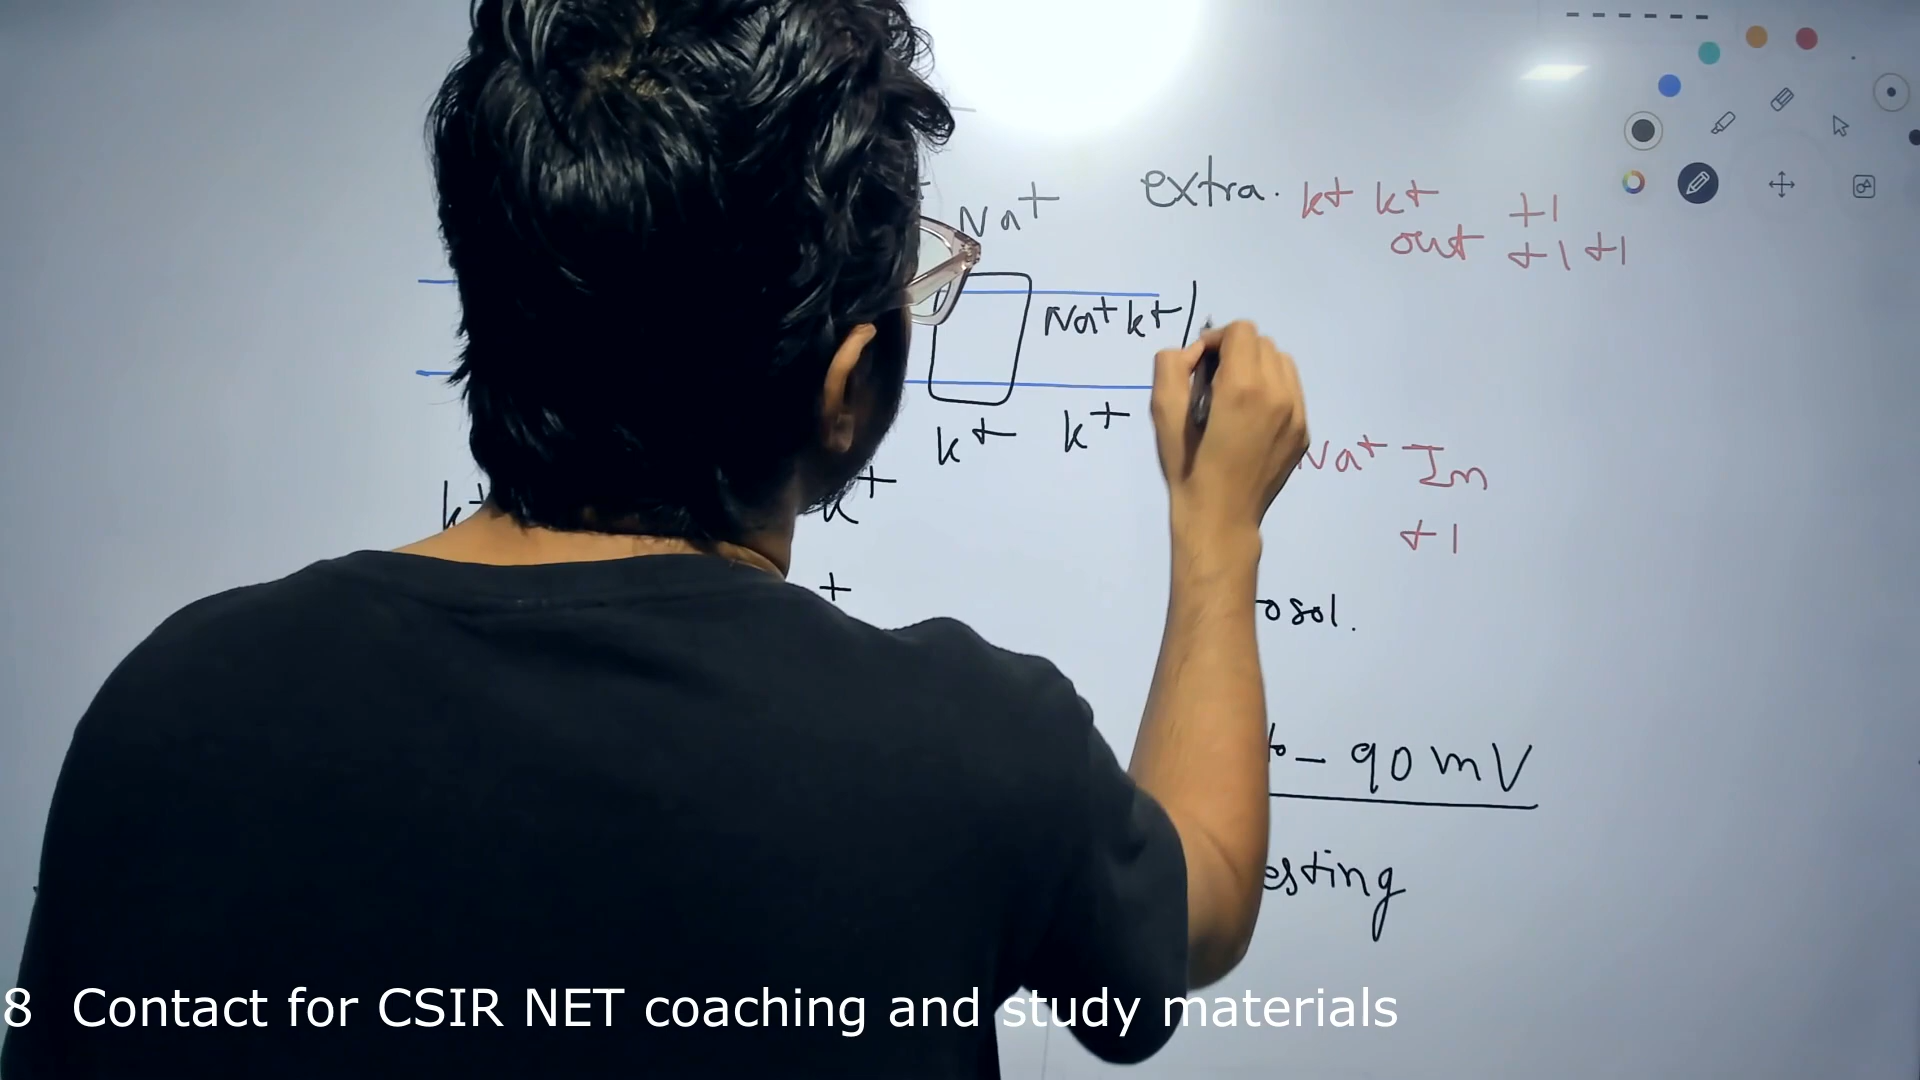 Na+ extra. k+ k+ +1
out +1 +1
Na+ k+/
k+ k+
Na+ In
k+
+1
+
osol.
to - 90 mV
esting
8 Contact for CSIR NET coaching and study materials